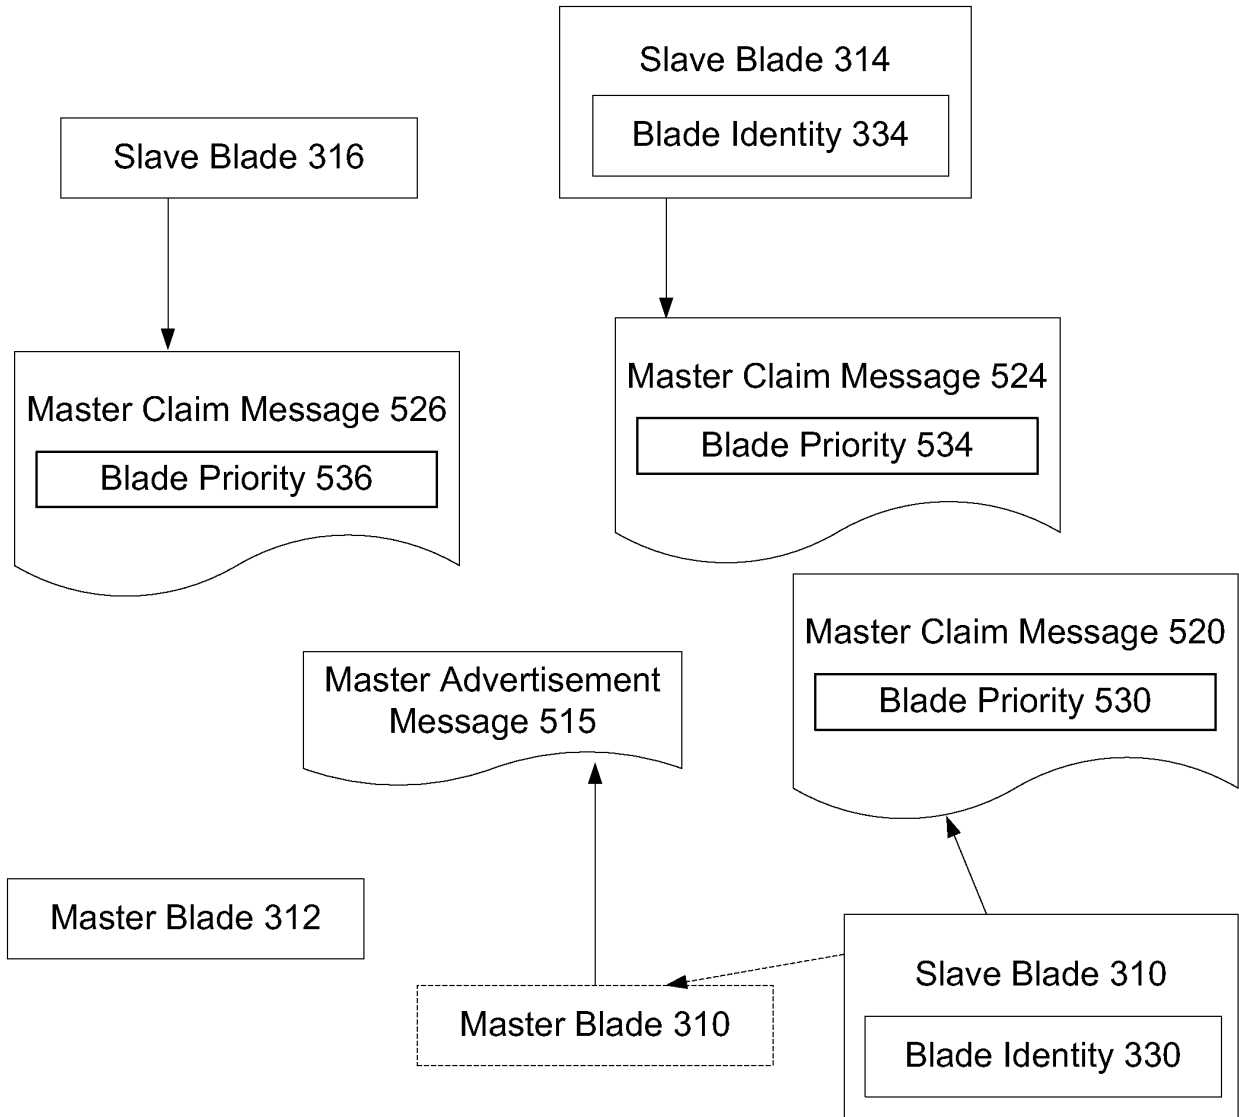 Slave Blade 314
Blade Identity 334
Slave Blade 316
Master Claim Message 524
Blade Priority 534
Master Claim Message 526
Blade Priority 536
Master Claim Message 520
Blade Priority 530
Master Advertisement
Message 515
Master Blade 312
Slave Blade 310
Blade Identity 330
Master Blade 310